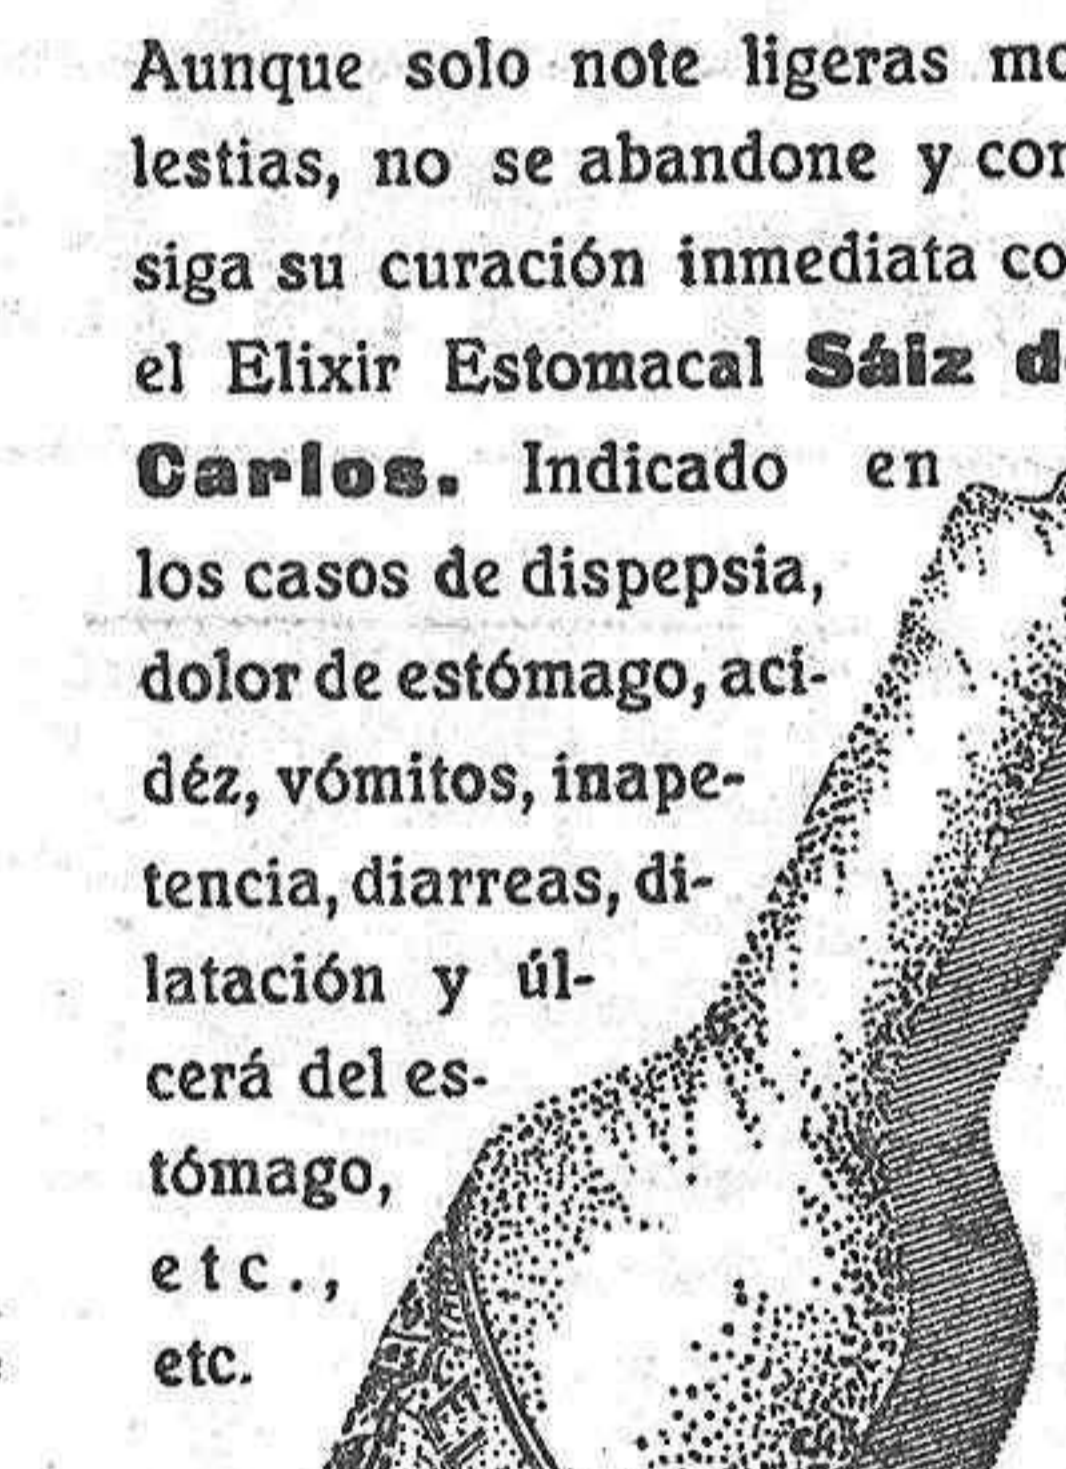 Aunque solo note ligeras mo
lestias, no se abandone y con
siga su curación inmediata co
el Elixir Estomacal Sáiz d
Carlos. Indicado en
los casos de dispepsia,
dolor de estómago, aci-
déz, vómitos, inape-
tencia, diarreas, di-
latación y úl-
cerá del es-
tómago,
etc.,
etc.